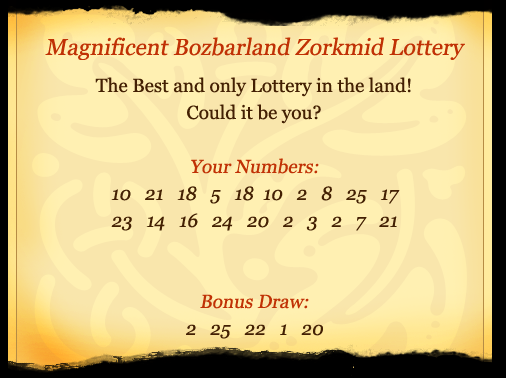 Magnificent Bozbarland Zorkmid Lottery
The Best and only Lottery in the land!
Could it be you?
Your Numbers:
10 21 18 5 18 10 2 8 25 17
23 14 16 24 20 2 3 2 7 21
Bonus Draw:
2 25 22 1 20